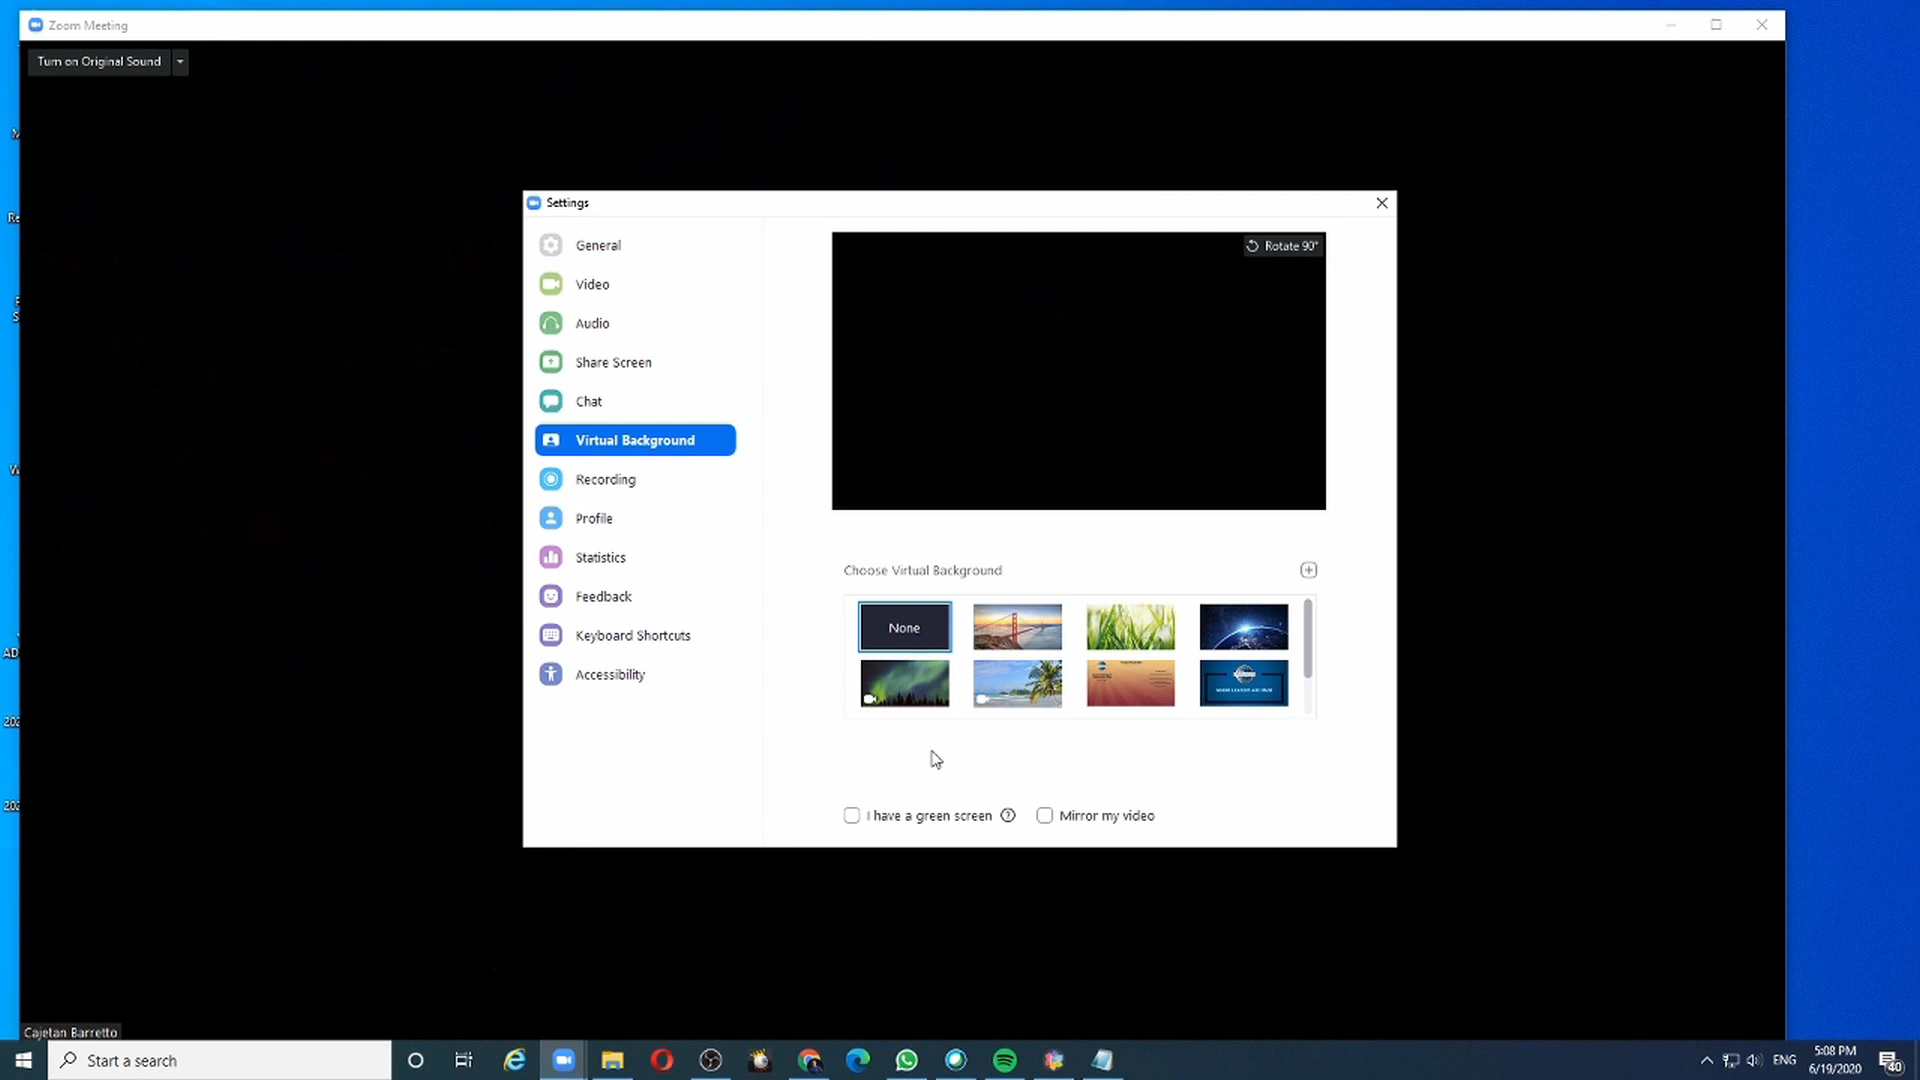 Zoom Meeting
Turn on Original Sound
Settings
General
Video
Audio
Share Screen
Chat
Virtual Background
Recording
Profile
Statistics
Feedback
Keyboard Shortcuts
Accessibility
Rotate 90°
Choose Virtual Background
None
I have a green screen
Mirror my video
Cajetan Barretto
Start a search
ENG
5:08 PM
6/19/2020
40